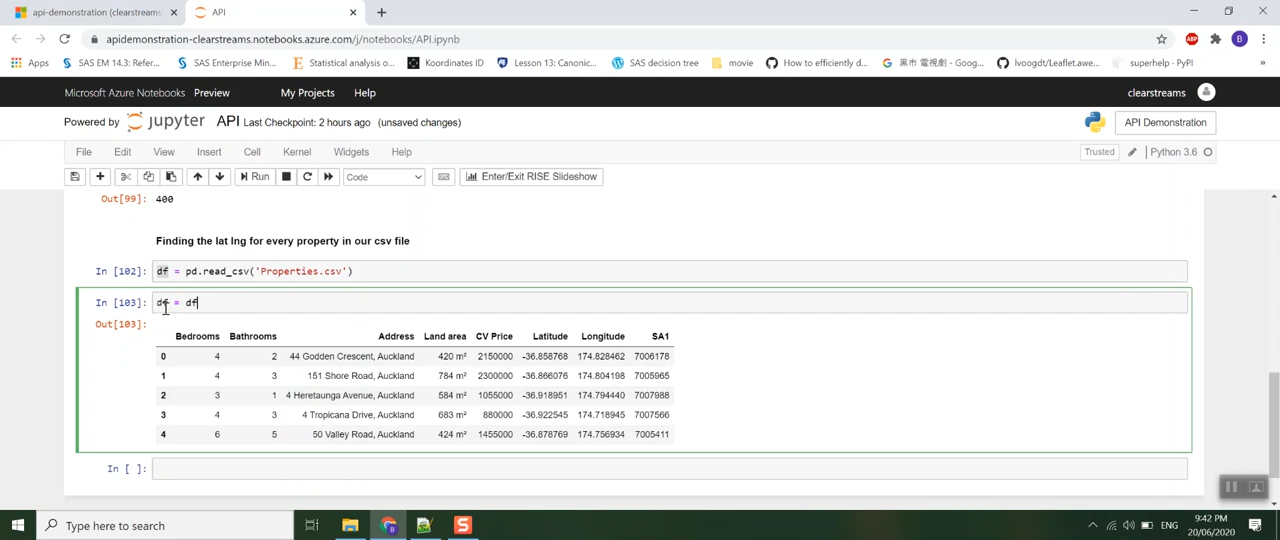 api-demonstration (clearstreams)
API
apidemonstration-clearstreams.notebooks.azure.com/j/notebooks/API.ipynb
ABP
B
Apps
SAS EM 14.3: Refer...
SAS Enterprise Min...
Statistical analysis o...
Koordinates ID
Lesson 13: Canonic...
SAS decision tree
movie
How to efficiently d...
黑市 電視劇 - Goog...
lvoogdt/Leaflet.awe...
superhelp · PyPI
Microsoft Azure Notebooks Preview My Projects Help clearstreams
Powered by jupyter API Last Checkpoint: 2 hours ago (unsaved changes) API Demonstration
File Edit View Insert Cell Kernel Widgets Help Trusted Python 3.6
Run Code Enter/Exit RISE Slideshow
Out[99]: 400
Finding the lat lng for every property in our csv file
In [102] df = pd.read_csv('Properties.csv')
In [103] df = df
Out[103]:
Bedrooms Bathrooms Address Land area CV Price Latitude Longitude SA1
0 4 2 44 Godden Crescent, Auckland 420 m² 2150000 -36.858768 174.828462 7006178
1 4 3 151 Shore Road, Auckland 784 m² 2300000 -36.866076 174.804198 7005965
2 3 1 4 Heretaunga Avenue, Auckland 584 m² 1055000 -36.918951 174.794440 7007988
3 4 3 4 Tropicana Drive, Auckland 683 m² 880000 -36.922545 174.718945 7007566
4 6 5 50 Valley Road, Auckland 424 m² 1455000 -36.878769 174.756934 7005411
In [ ]
Type here to search
S
ENG
9:42 PM
20/06/2020